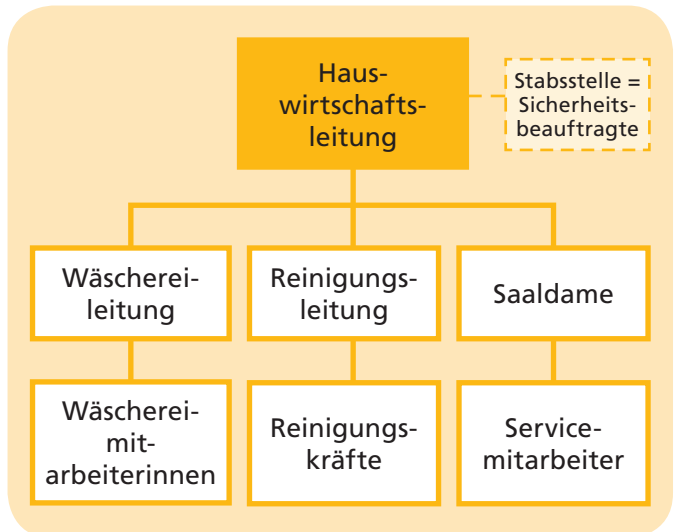 Haus-
wirtschafts-
leitung
Stabsstelle =
Sicherheits-
beauftragte
Wäscherei-
leitung
Reinigungs-
leitung
Saaldame
Wäscherei-
mit-
arbeiterinnen
Reinigungs-
kräfte
Service-
mitarbeiter